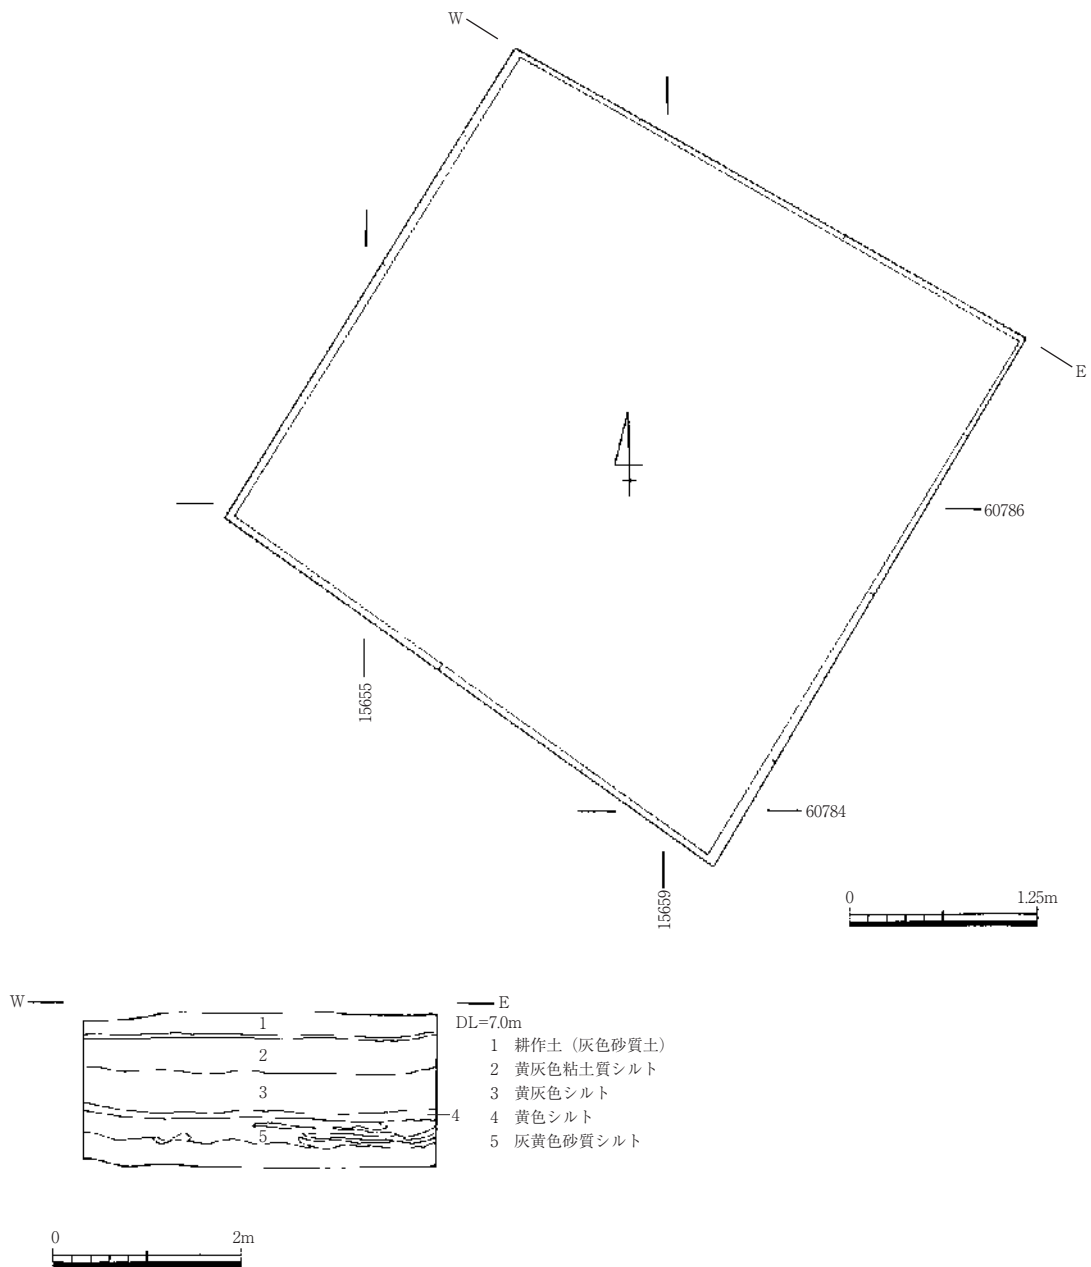 W
E
60786
15655
60784
15659
0 1.25m
W
E
DL=7.0m
1
2
3
4
5
1 耕作土（灰色砂質土）
2 黄灰色粘土質シルト
3 黄灰色シルト
4 黄色シルト
5 灰黄色砂質シルト
0 2m